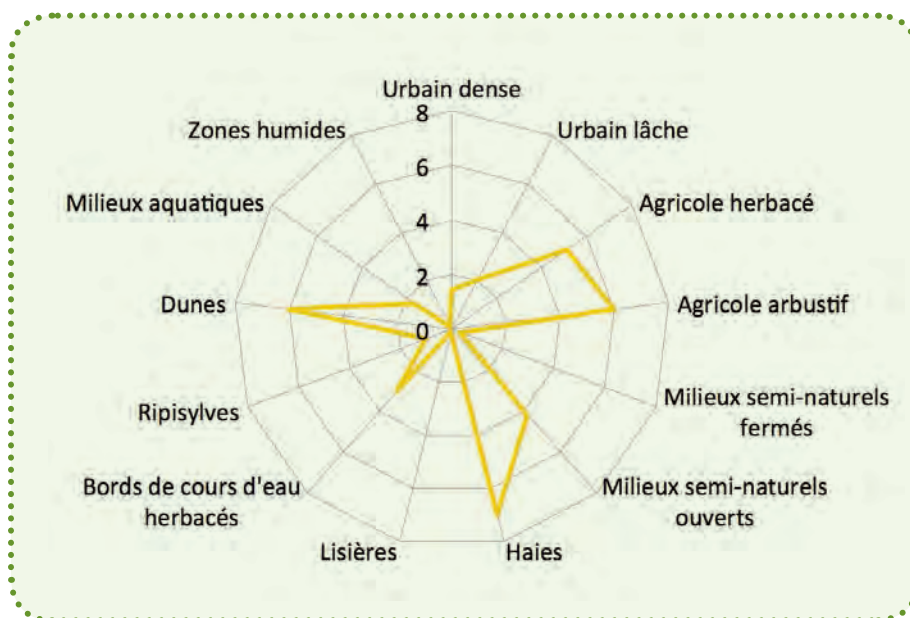 Urbain dense
8
Zones humides
Urbain lâche
6
Milieux aquatiques
Agricole herbacé
4
2
Dunes
Agricole arbustif
0
Milieux semi-naturels
fermés
Ripisylves
Bords de cours d'eau
herbacés
Milieux semi-naturels
ouverts
Lisières
Haies